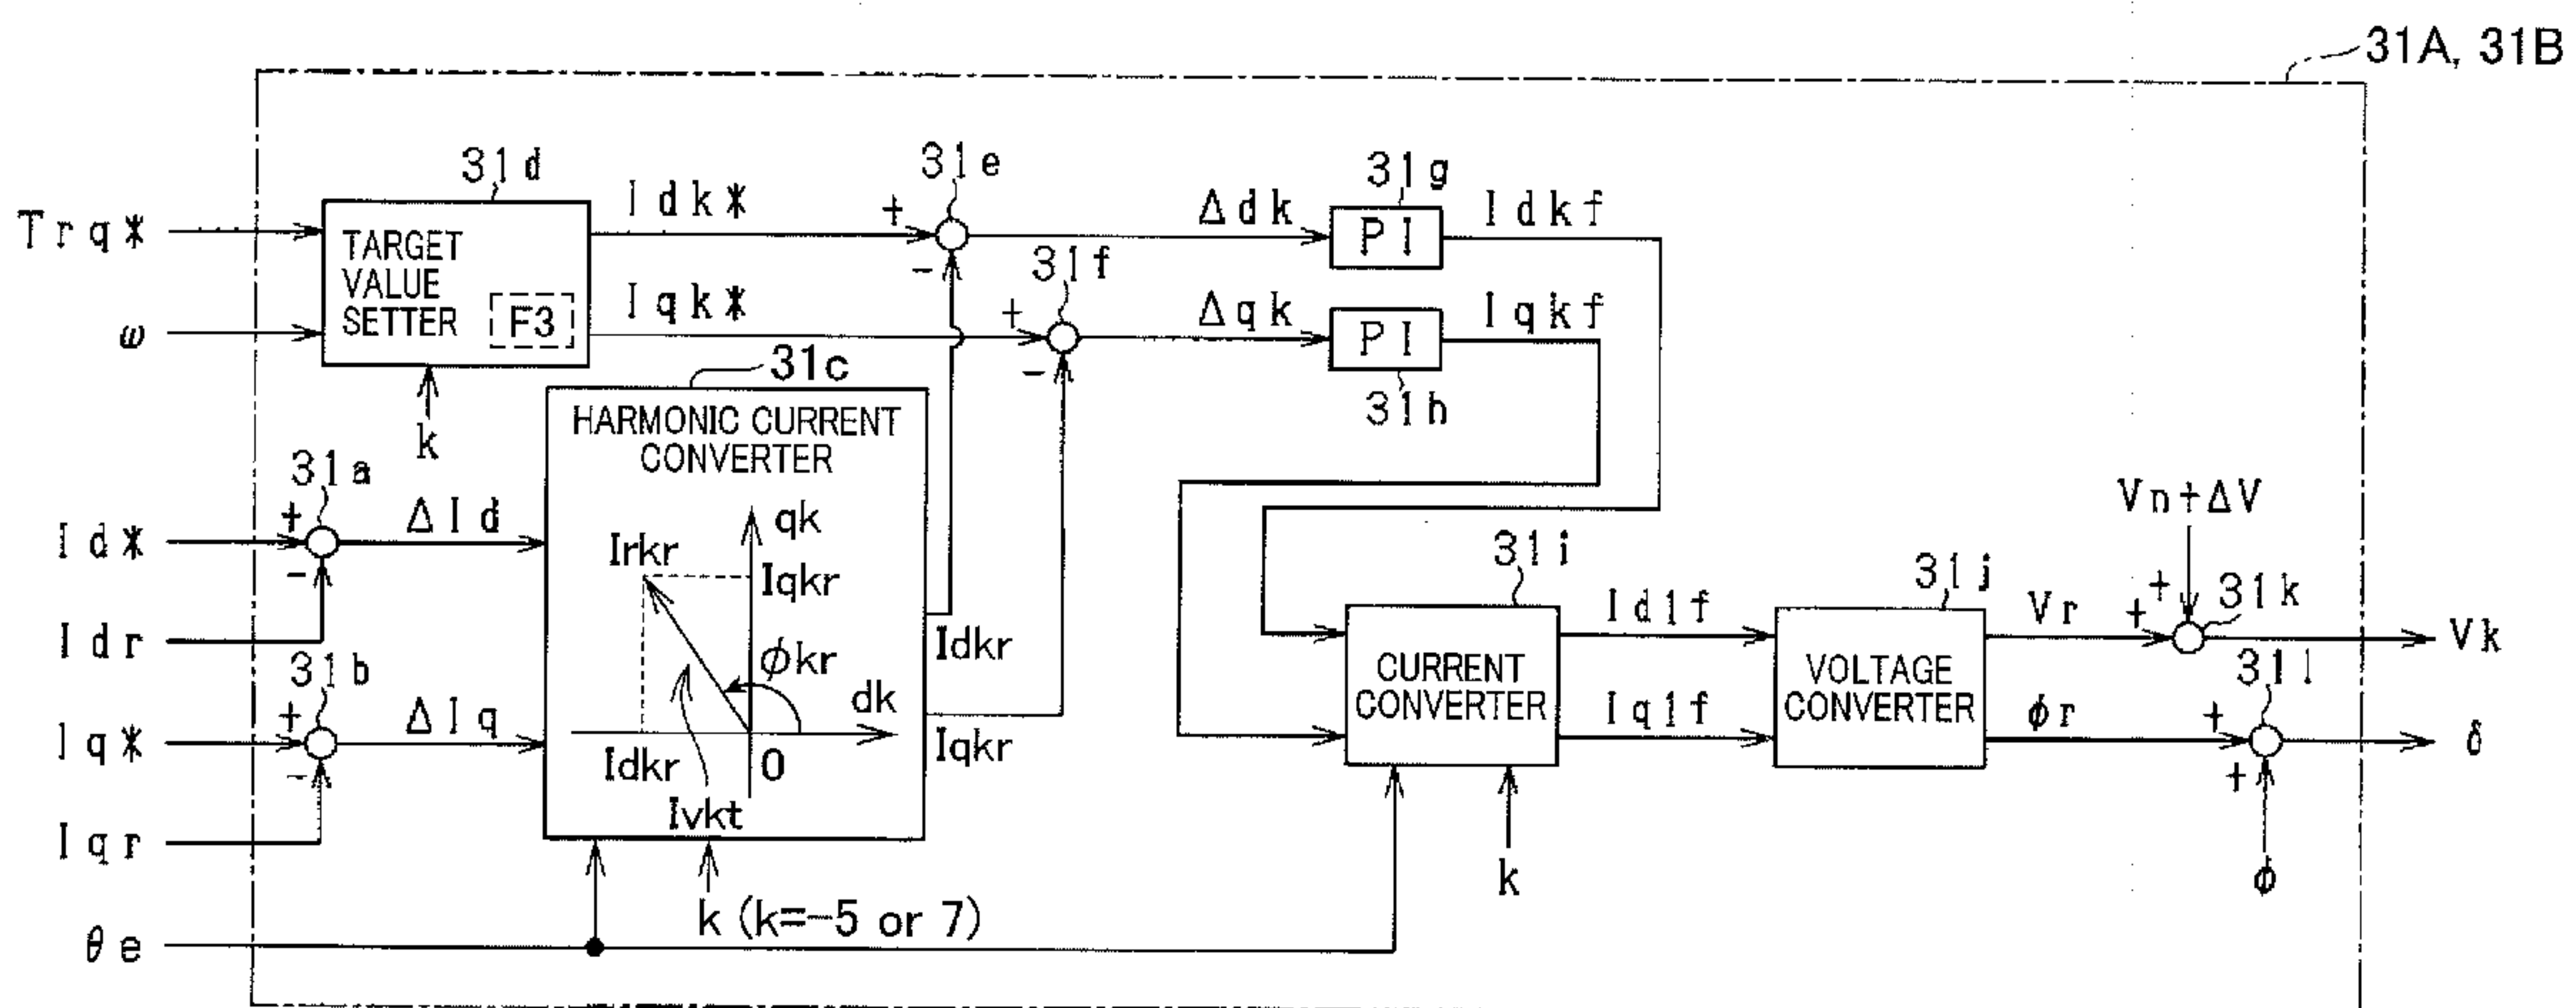 31A, 31B
31d
31e
31g
Trq*
Idk*
+
Δdk
PI
Idkf
TARGET
VALUE
SETTER
F3
-
31f
ω
Iqk*
+
Δqk
PI
Iqkf
-
31h
k
31c
HARMONIC CURRENT
CONVERTER
31a
Id*
+
ΔId
-
Idr
qk
Irkr
Iqkr
φkr
dk
Idkr
0
Ivkt
Idkr
Iqkr
31b
Iq*
+
ΔIq
-
Iqr
k (k=-5 or 7)
θe
31i
CURRENT
CONVERTER
k
Id1f
Iq1f
31j
VOLTAGE
CONVERTER
Vn+ΔV
Vr
+
+
31k
Vk
φr
+
31l
+
δ
φ